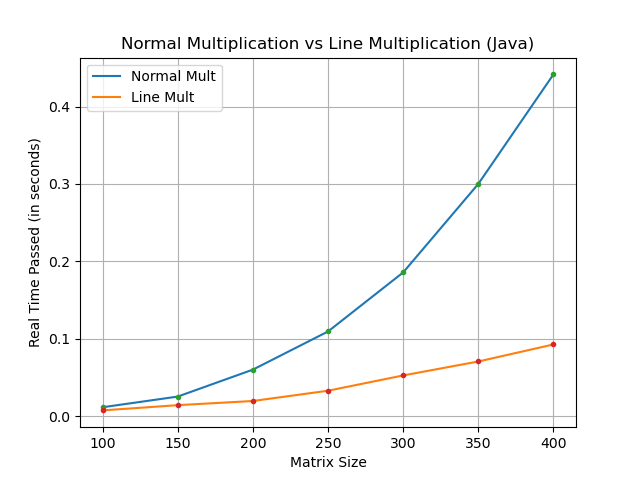 Normal Multiplication vs Line Multiplication (Java)
Normal Mult
Line Mult
Real Time Passed (in seconds)
0.4
0.3
0.2
0.1
0.0
100 150 200 250 300 350 400
Matrix Size